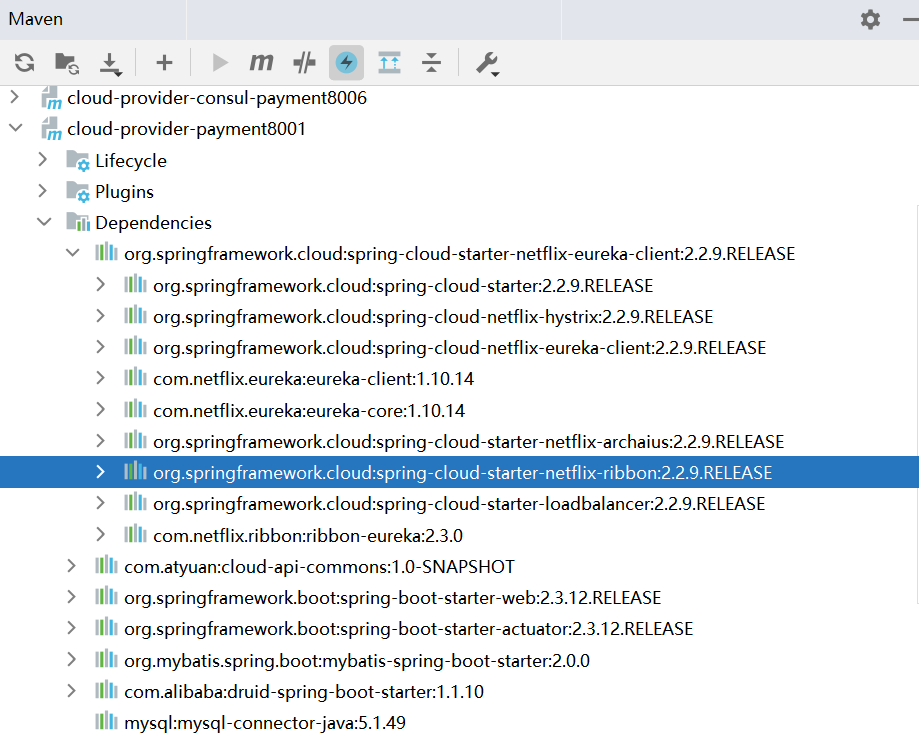 Maven
cloud-provider-consul-payment8006
cloud-provider-payment8001
Lifecycle
Plugins
Dependencies
org.springframework.cloud:spring-cloud-starter-netflix-eureka-client:2.2.9.RELEASE
org.springframework.cloud:spring-cloud-starter:2.2.9.RELEASE
org.springframework.cloud:spring-cloud-netflix-hystrix:2.2.9.RELEASE
org.springframework.cloud:spring-cloud-netflix-eureka-client:2.2.9.RELEASE
com.netflix.eureka:eureka-client:1.10.14
com.netflix.eureka:eureka-core:1.10.14
org.springframework.cloud:spring-cloud-starter-netflix-archaius:2.2.9.RELEASE
org.springframework.cloud:spring-cloud-starter-netflix-ribbon:2.2.9.RELEASE
org.springframework.cloud:spring-cloud-starter-loadbalancer:2.2.9.RELEASE
com.netflix.ribbon:ribbon-eureka:2.3.0
com.atyuan:cloud-api-commons:1.0-SNAPSHOT
org.springframework.boot:spring-boot-starter-web:2.3.12.RELEASE
org.springframework.boot:spring-boot-starter-actuator:2.3.12.RELEASE
org.mybatis.spring.boot:mybatis-spring-boot-starter:2.0.0
com.alibaba:druid-spring-boot-starter:1.1.10
mysql:mysql-connector-java:5.1.49